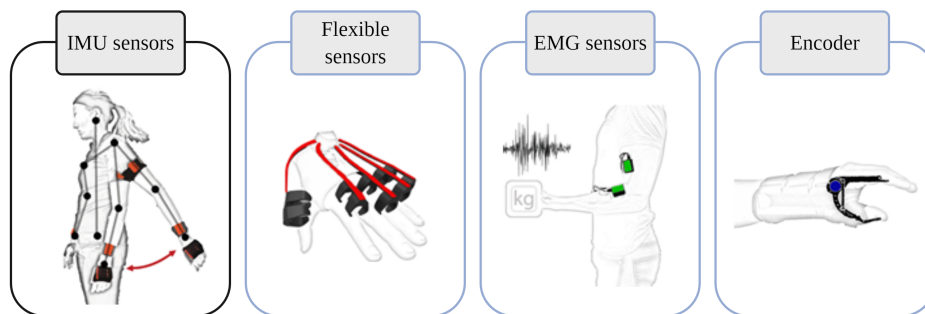 IMU sensors
Flexible
sensors
EMG sensors
Encoder
kg